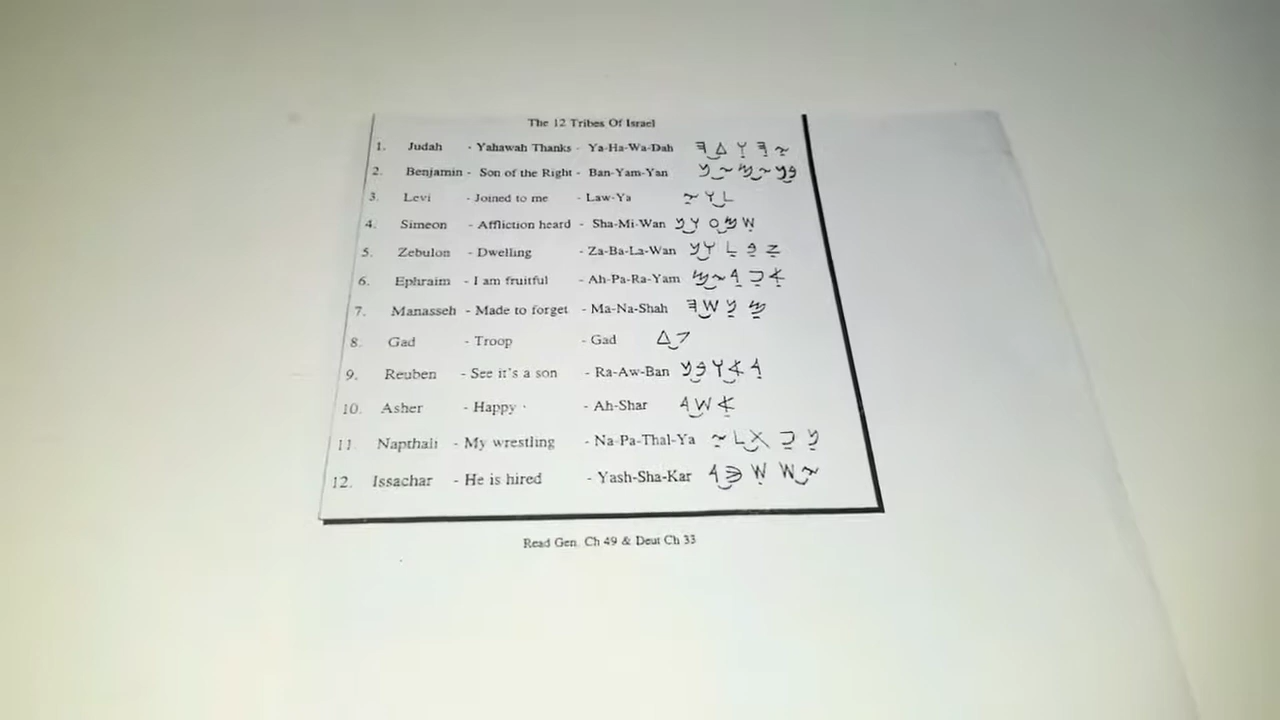 The 12 Tribes Of Israel
1. Judah - Yahawah Thanks - Ya-Ha-Wa-Dah
2. Benjamin - Son of the Right - Ban-Yam-Yan
3. Levi - Joined to me - Law-Ya
4. Simeon - Affliction heard - Sha-Mi-Wan
5. Zebulon - Dwelling - Za-Ba-La-Wan
6. Ephraim - I am fruitful - Ah-Pa-Ra-Yam
7. Manasseh - Made to forget - Ma-Na-Shah
8. Gad - Troop - Gad
9. Reuben - See it's a son - Ra-Aw-Ban
10. Asher - Happy - Ah-Shar
11. Napthali - My wrestling - Na-Pa-Thal-Ya
12. Issachar - He is hired - Yash-Sha-Kar
Read Gen. Ch 49 & Deut Ch 33